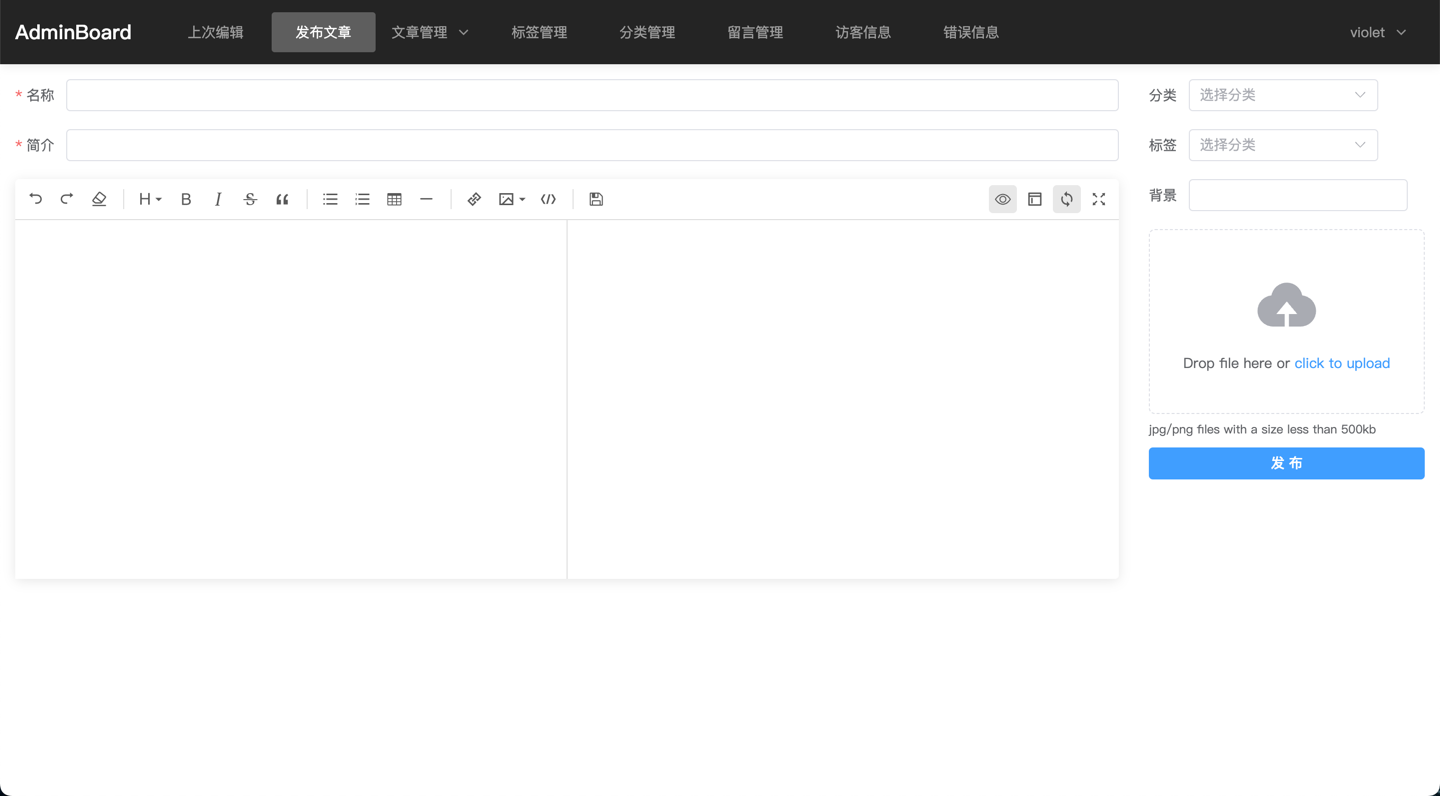 AdminBoard 上次编辑 发布文章 文章管理 标签管理 分类管理 留言管理 访客信息 错误信息 violet
* 名称
* 简介
H B I S
分类 选择分类
标签 选择分类
背景
Drop file here or click to upload
jpg/png files with a size less than 500kb
发 布